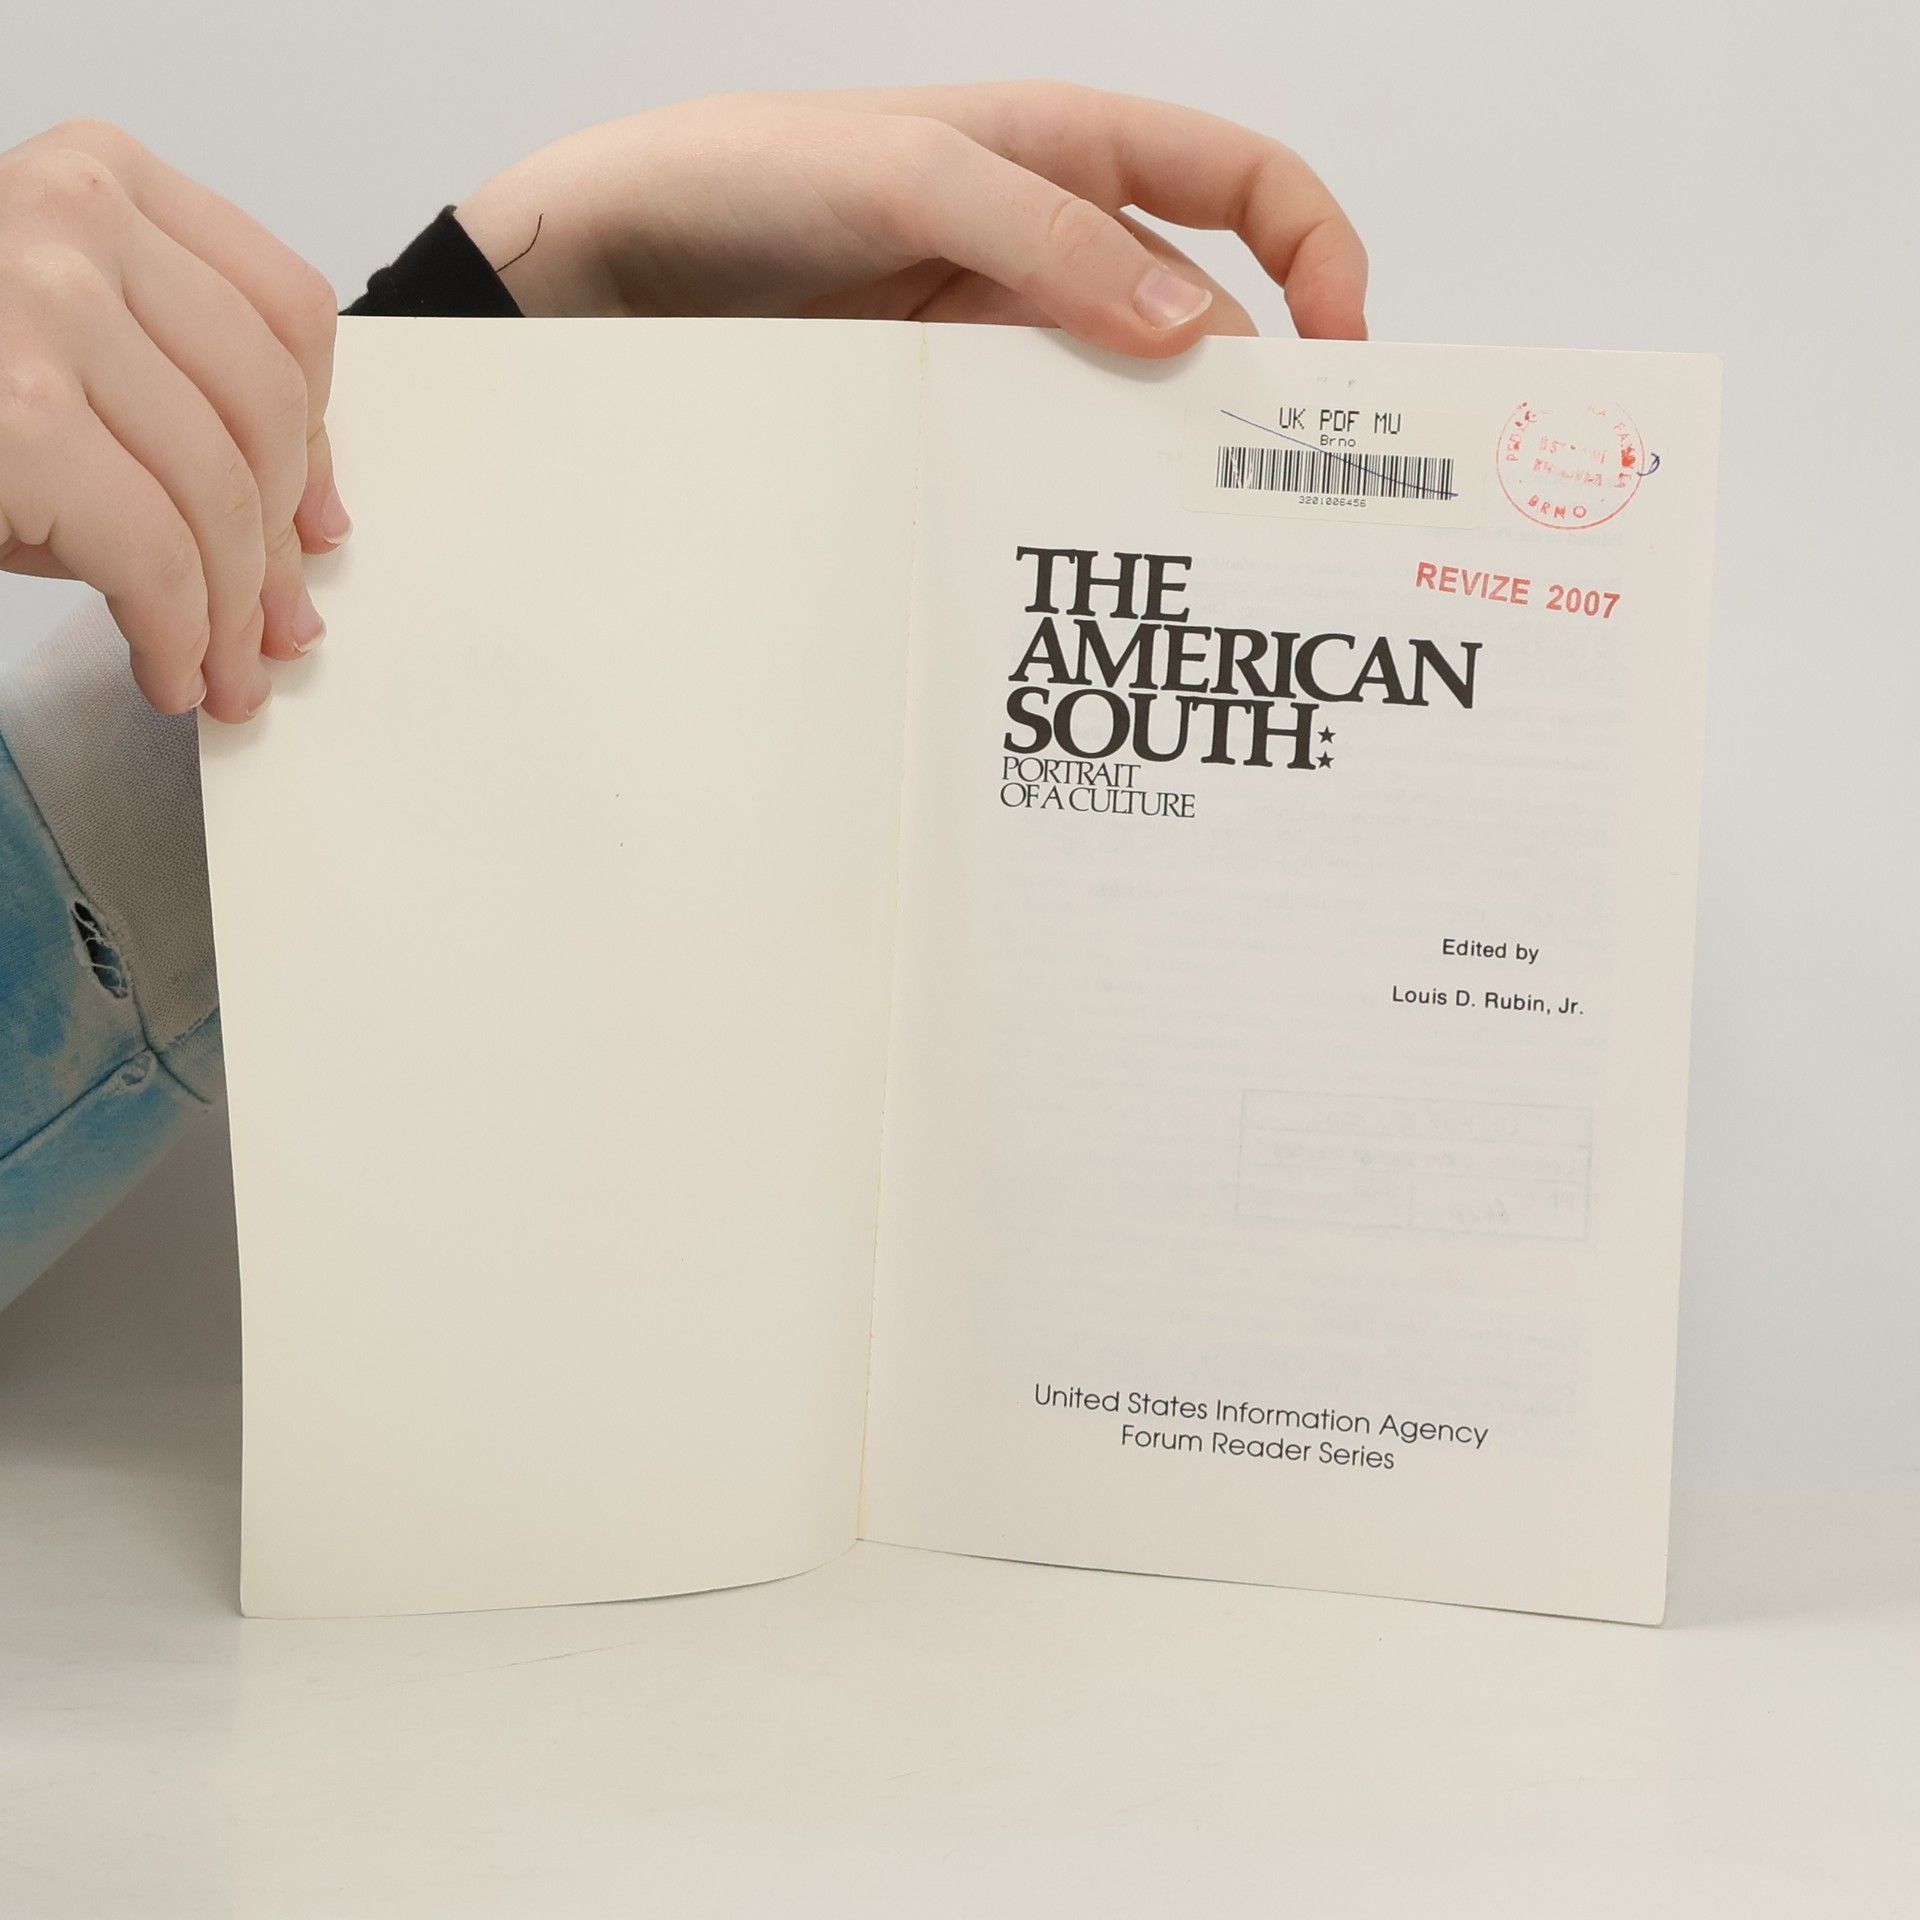 UK PDF MU
Brno
3201006456
BRNO
REVIZE 2007
THE
AMERICAN
SOUTH:
PORTRAIT
OF A CULTURE
Edited by
Louis D. Rubin, Jr.
United States Information Agency
Forum Reader Series